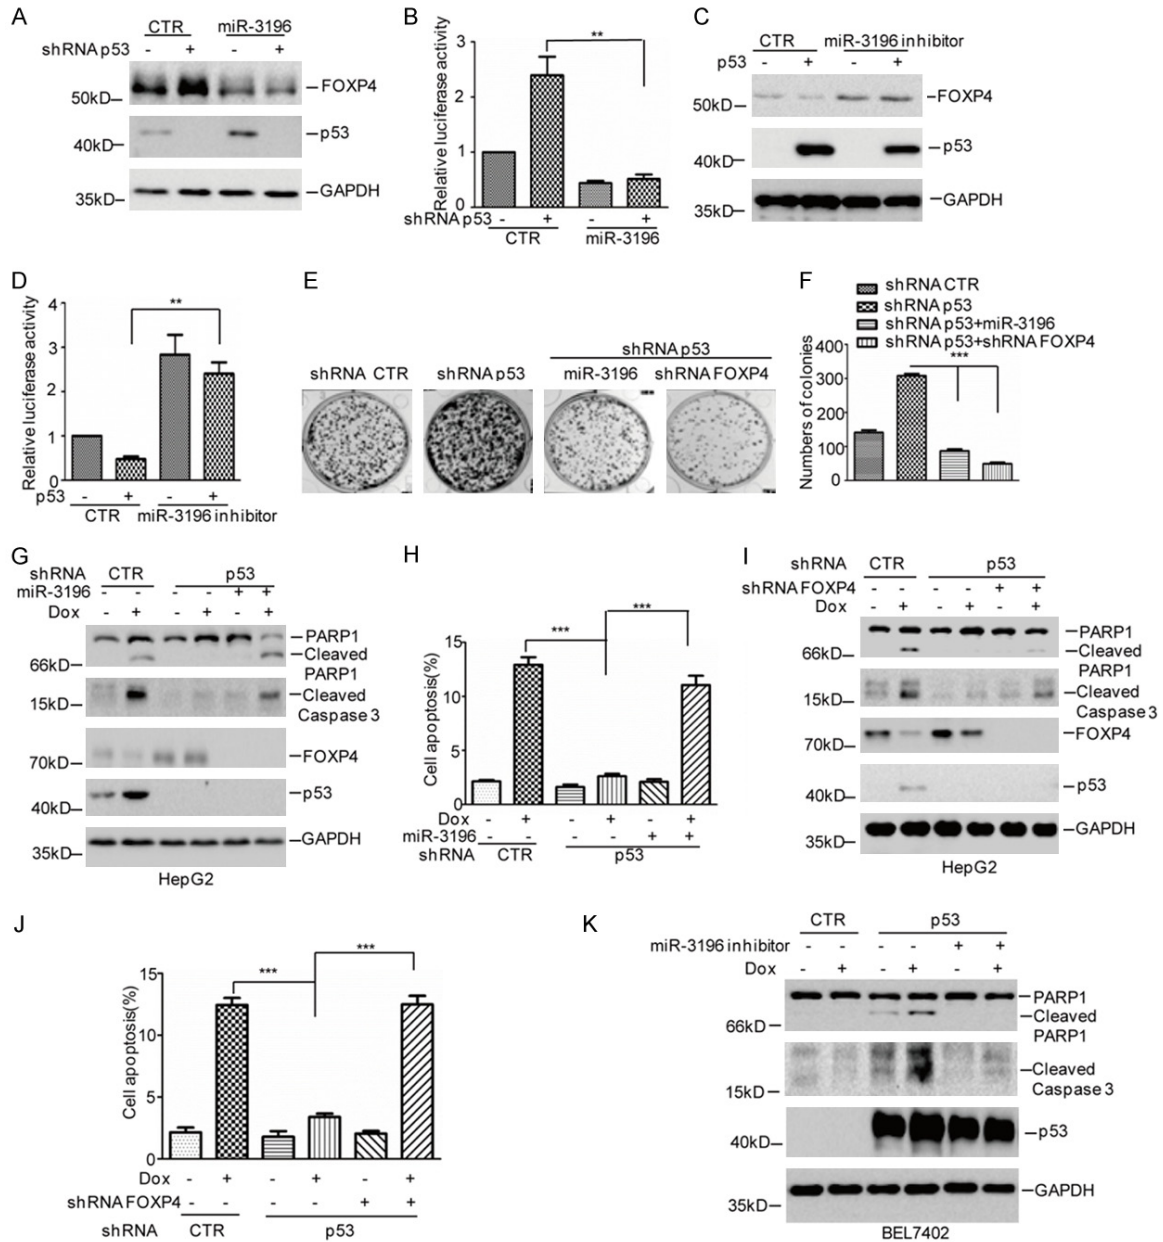 A
CTR miR-3196
shRNA p53 - + - +
FOXP4
50kD
p53
40kD
GAPDH
35kD
B
Relative luciferase activity
3
2
1
0
**
shRNA p53 - + - +
CTR miR-3196
C
CTR miR-3196 inhibitor
p53 - + - +
FOXP4
50kD
p53
40kD
GAPDH
35kD
D
Relative luciferase activity
4
3
2
1
0
**
p53 - + - +
CTR miR-3196 inhibitor
E
shRNA p53
shRNA CTR shRNA p53 miR-3196 shRNA FOXP4
F
shRNA CTR
shRNA p53
shRNA p53+miR-3196
shRNA p53+shRNA FOXP4
Numbers of colonies
400
300
200
100
0
***
G
shRNA CTR p53
miR-3196 - - - - + +
Dox - + - + - +
PARP1
Cleaved
PARP1
66kD
Cleaved
Caspase 3
15kD
FOXP4
70kD
p53
40kD
GAPDH
35kD
HepG2
H
Cell apoptosis(%)
15
10
5
0
*** ***
Dox - + - + - +
miR-3196 - - - - + +
shRNA CTR p53
I
shRNA CTR p53
shRNA FOXP4 - - - - + +
Dox - + - + - +
PARP1
Cleaved
PARP1
66kD
Cleaved
Caspase 3
15kD
FOXP4
70kD
p53
40kD
GAPDH
35kD
HepG2
J
Cell apoptosis(%)
15
10
5
0
*** ***
Dox - + - + - +
shRNA FOXP4 - - - - + +
shRNA CTR p53
K
CTR p53
miR-3196 inhibitor - - - - + +
Dox - + - + - +
PARP1
Cleaved
PARP1
66kD
Cleaved
Caspase 3
15kD
p53
40kD
GAPDH
35kD
BEL7402